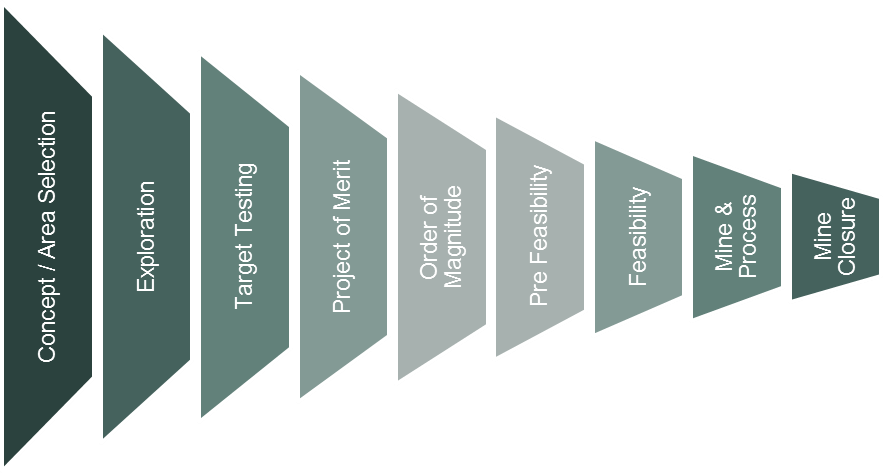 Concept / Area Selection
Exploration
Target Testing
Project of Merit
Order of
Magnitude
Pre Feasibility
Feasibility
Mine &
Process
Mine
Closure